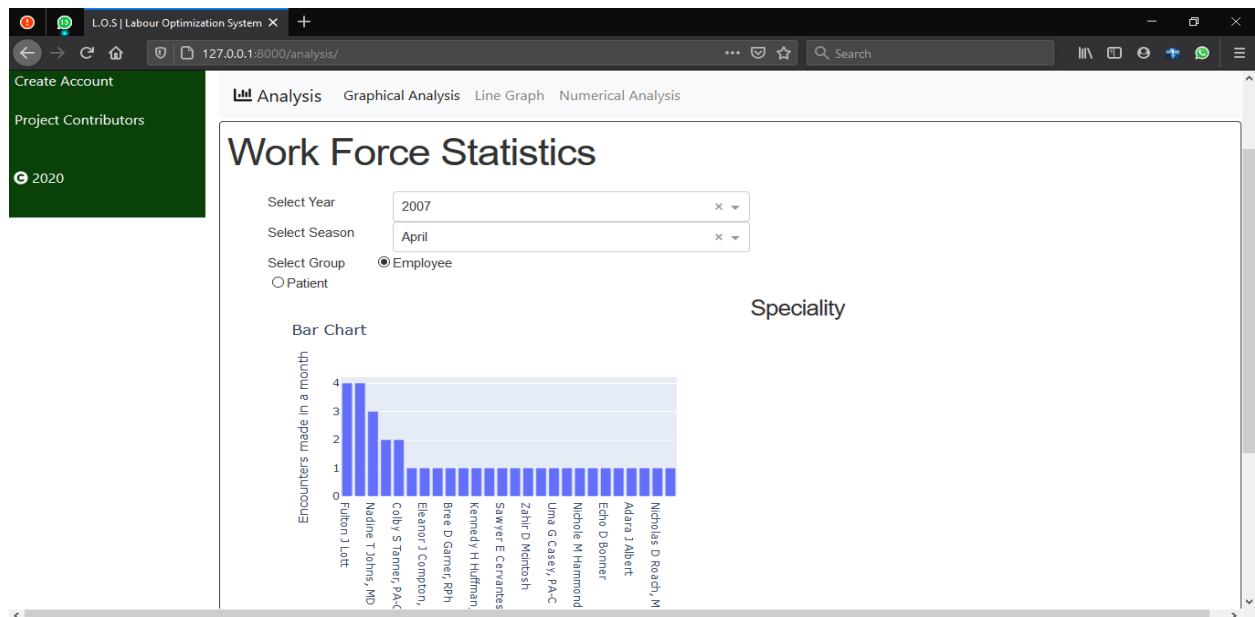 L.O.S | Labour Optimization System
127.0.0.1:8000/analysis/
Search
Create Account
Project Contributors
© 2020
Analysis Graphical Analysis Line Graph Numerical Analysis
Work Force Statistics
Select Year 2007
Select Season April
Select Group Employee
Patient
Speciality
Bar Chart
Encounters made in a month
4
3
2
1
0
Fulton J Lott
Nadine T Johns, MD
Colby S Tanner, PA-C
Eleanor J Compton,
Bree D Garner, RPh
Kennedy H Huffman,
Sawyer E Cervantes
Zahir D Mcintosh
Uma G Casey, PA-C
Nichole M Hammond
Echo D Bonner
Adara J Albert
Nicholas D Roach, M